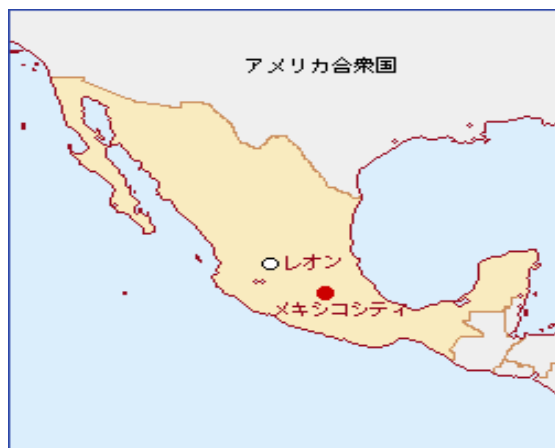 アメリカ合衆国
レオン
メキシコシティ